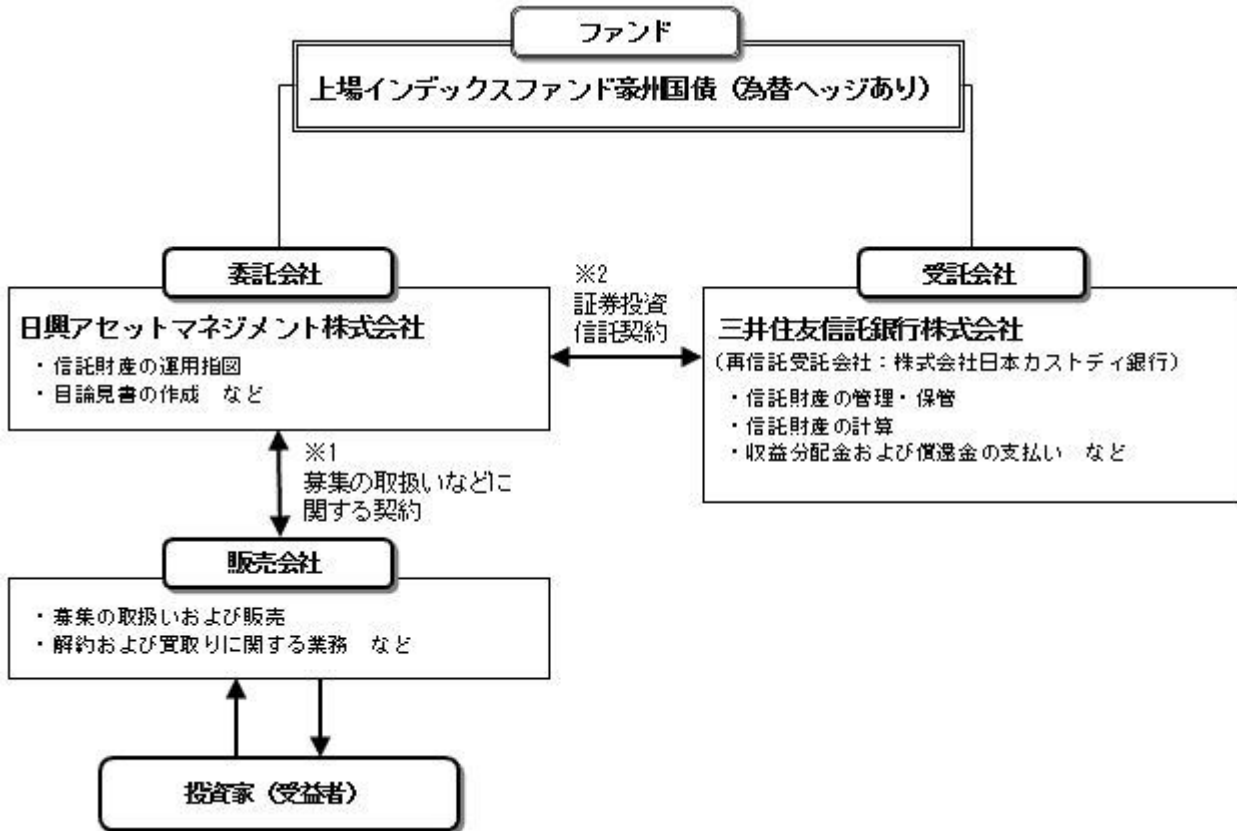 ファンド
上場インデックスファンド豪州国債（為替ヘッジあり）
委託会社
日興アセットマネジメント株式会社
・信託財産の運用指図
・目論見書の作成　など
※2
証券投資
信託契約
受託会社
三井住友信託銀行株式会社
（再信託受託会社：株式会社日本カストディ銀行）
・信託財産の管理・保管
・信託財産の計算
・収益分配金および償還金の支払い　など
※1
募集の取扱いなどに
関する契約
販売会社
・募集の取扱いおよび販売
・解約および買取りに関する業務　など
投資家（受益者）